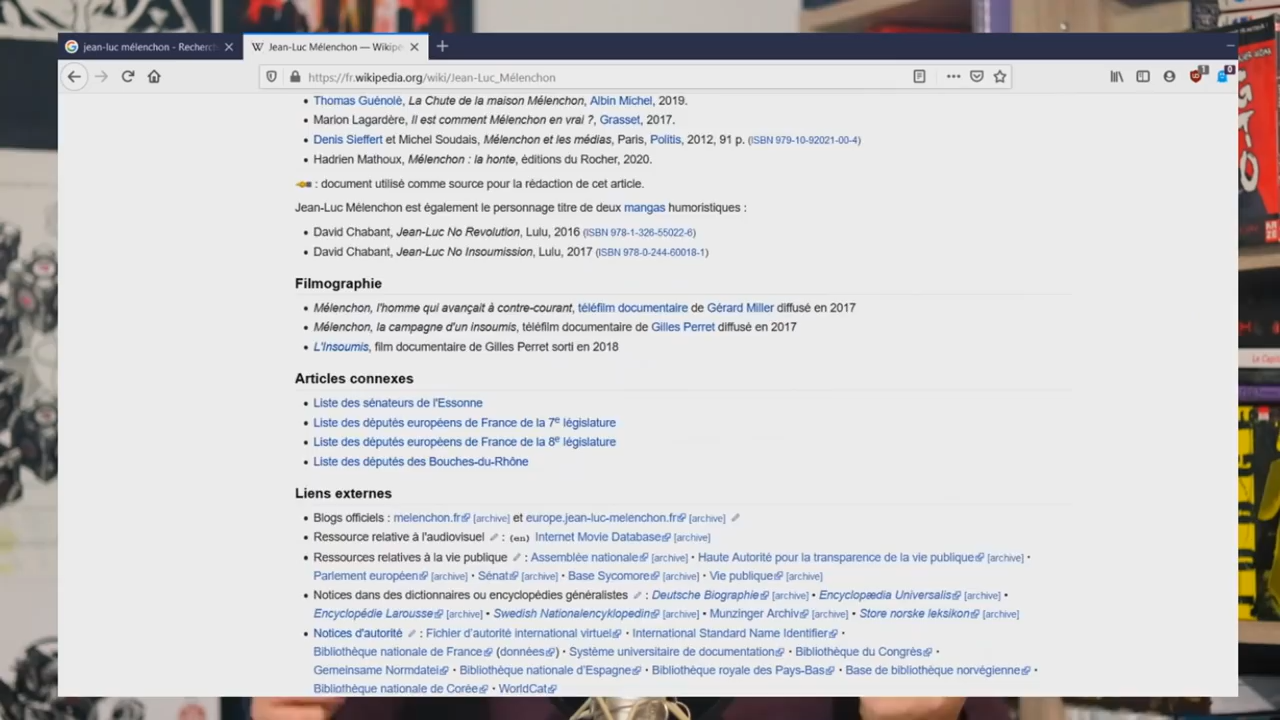 jean-luc mélenchon - Recherc
Jean-Luc Mélenchon — Wikipe
https://fr.wikipedia.org/wiki/Jean-Luc_Mélenchon
Thomas Guénolé, La Chute de la maison Mélenchon, Albin Michel, 2019.
Marion Lagardère, Il est comment Mélenchon en vrai ?, Grasset, 2017.
Denis Sieffert et Michel Soudais, Mélenchon et les médias, Paris, Politis, 2012, 91 p. (ISBN 979-10-92021-00-4)
Hadrien Mathoux, Mélenchon : la honte, éditions du Rocher, 2020.
: document utilisé comme source pour la rédaction de cet article.
Jean-Luc Mélenchon est également le personnage titre de deux mangas humoristiques :
David Chabant, Jean-Luc No Revolution, Lulu, 2016 (ISBN 978-1-326-55022-6)
David Chabant, Jean-Luc No Insoumission, Lulu, 2017 (ISBN 978-0-244-60018-1)
Filmographie
Mélenchon, l'homme qui avançait à contre-courant, téléfilm documentaire de Gérard Miller diffusé en 2017
Mélenchon, la campagne d'un insoumis, téléfilm documentaire de Gilles Perret diffusé en 2017
L'Insoumis, film documentaire de Gilles Perret sorti en 2018
Articles connexes
Liste des sénateurs de l'Essonne
Liste des députés européens de France de la 7e législature
Liste des députés européens de France de la 8e législature
Liste des députés des Bouches-du-Rhône
Liens externes
Blogs officiels : melenchon.fr [archive] et europe.jean-luc-melenchon.fr [archive]
Ressource relative à l'audiovisuel : (en) Internet Movie Database [archive]
Ressources relatives à la vie publique : Assemblée nationale [archive] · Haute Autorité pour la transparence de la vie publique [archive] ·
Parlement européen [archive] · Sénat [archive] · Base Sycomore [archive] · Vie publique [archive]
Notices dans des dictionnaires ou encyclopédies généralistes : Deutsche Biographie [archive] · Encyclopædia Universalis [archive] ·
Encyclopédie Larousse [archive] · Swedish Nationalencyklopedin [archive] · Munzinger Archiv [archive] · Store norske leksikon [archive]
Notices d'autorité : Fichier d'autorité international virtuel · International Standard Name Identifier ·
Bibliothèque nationale de France (données) · Système universitaire de documentation · Bibliothèque du Congrès ·
Gemeinsame Normdatei · Bibliothèque nationale d'Espagne · Bibliothèque royale des Pays-Bas · Base de bibliothèque norvégienne ·
Bibliothèque nationale de Corée · WorldCat